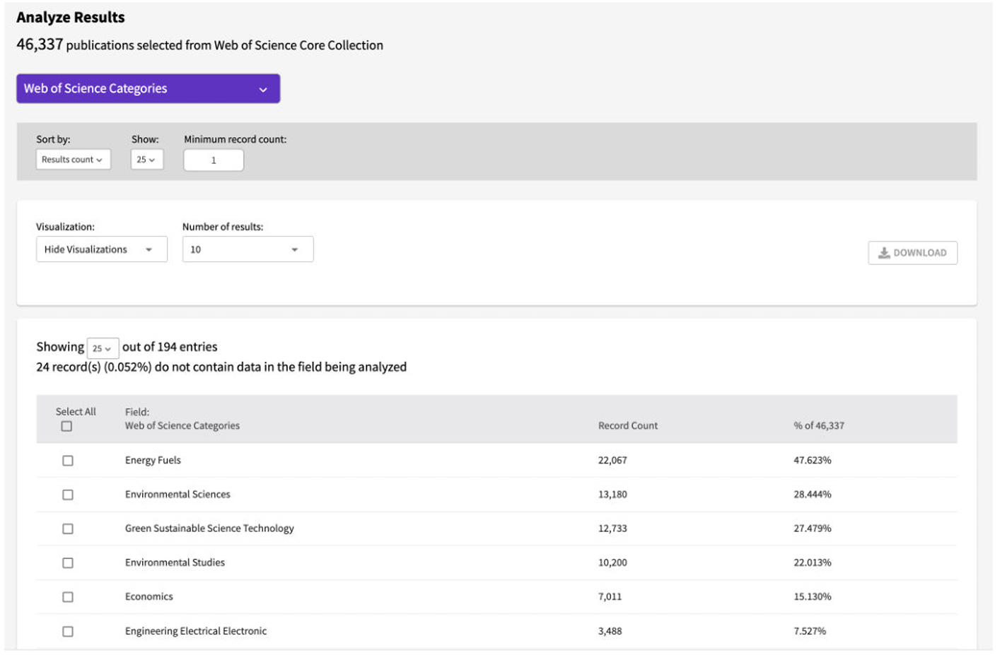 Analyze Results
46,337 publications selected from Web of Science Core Collection
Web of Science Categories
Sort by: Show: Minimum record count:
Results count 25 1
Visualization: Number of results:
Hide Visualizations 10
DOWNLOAD
Showing 25 out of 194 entries
24 record(s) (0.052%) do not contain data in the field being analyzed
Select All Field:
Web of Science Categories Record Count % of 46,337
Energy Fuels 22,067 47.623%
Environmental Sciences 13,180 28.444%
Green Sustainable Science Technology 12,733 27.479%
Environmental Studies 10,200 22.013%
Economics 7,011 15.130%
Engineering Electrical Electronic 3,488 7.527%